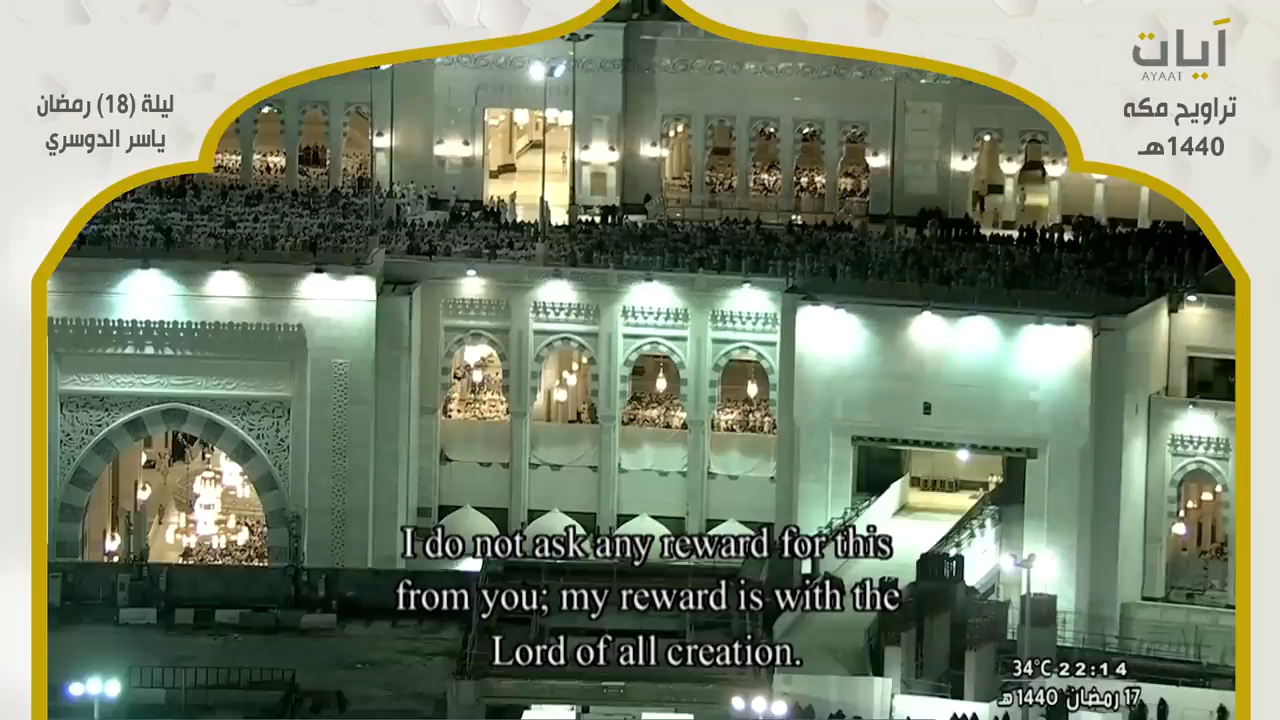 آيات
AYAAT
تراويح مكه
1440هـ
ليلة (18) رمضان
ياسر الدوسري
I do not ask any reward for this
from you; my reward is with the
Lord of all creation.
34°C 22:14
17 رمضان 1440هـ